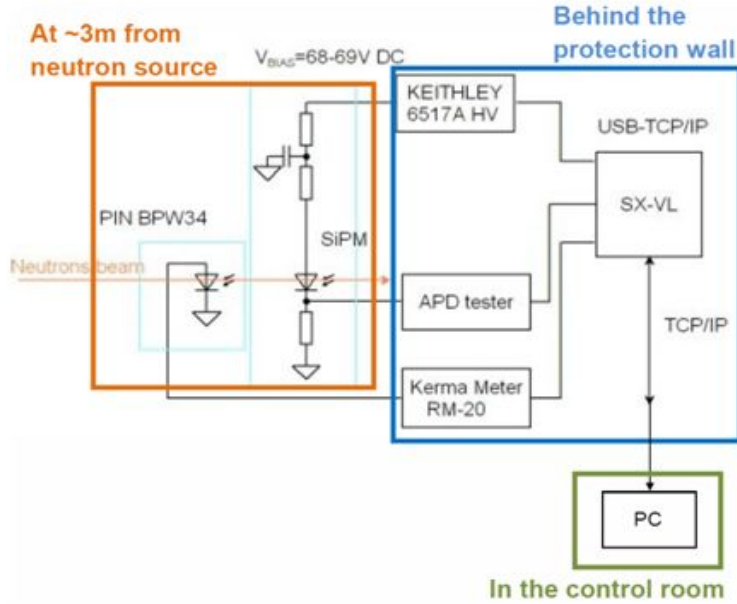 At ~3m from
neutron source
V_BIAS=68-69V DC
Behind the
protection wall
KEITHLEY
6517A HV
USB-TCP/IP
SX-VL
PIN BPW34
SiPM
Neutrons beam
APD tester
TCP/IP
Kerma Meter
RM-20
PC
In the control room